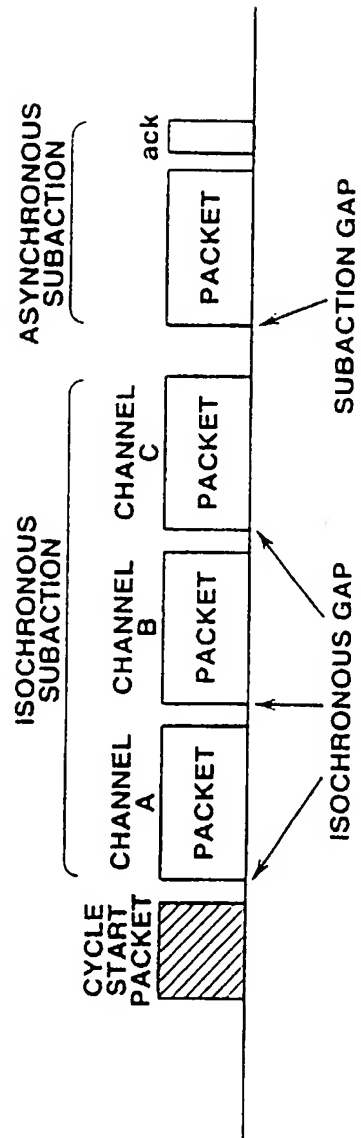 ISOCHRONOUS
SUBACTION
ASYNCHRONOUS
SUBACTION
CYCLE
START
PACKET
CHANNEL
A
CHANNEL
B
CHANNEL
C
ack
PACKET
PACKET
PACKET
PACKET
ISOCHRONOUS GAP
SUBACTION GAP